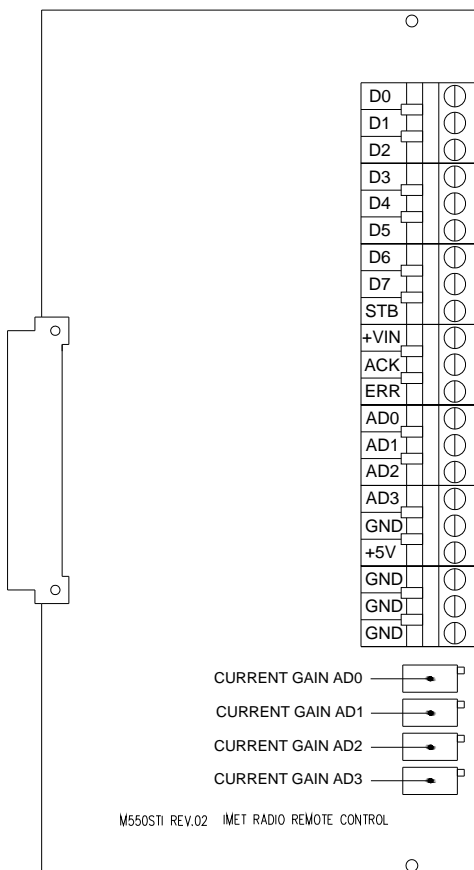 D0
D1
D2
D3
D4
D5
D6
D7
STB
+VIN
ACK
ERR
AD0
AD1
AD2
AD3
GND
+5V
GND
GND
GND
CURRENT GAIN AD0
CURRENT GAIN AD1
CURRENT GAIN AD2
CURRENT GAIN AD3
M550STI REV.02 IMET RADIO REMOTE CONTROL